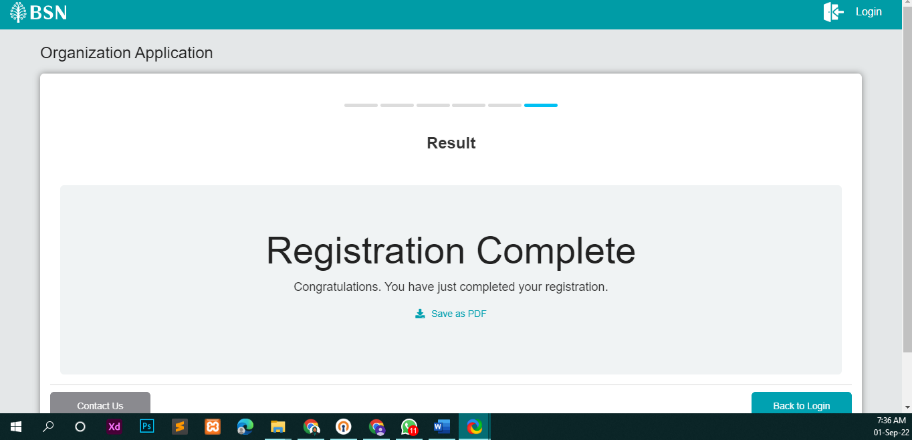 BSN
Login
Organization Application
Result
Registration Complete
Congratulations. You have just completed your registration.
Save as PDF
Contact Us
Back to Login
Xd
Ps
S
11
W
7:36 AM
01-Sep-22